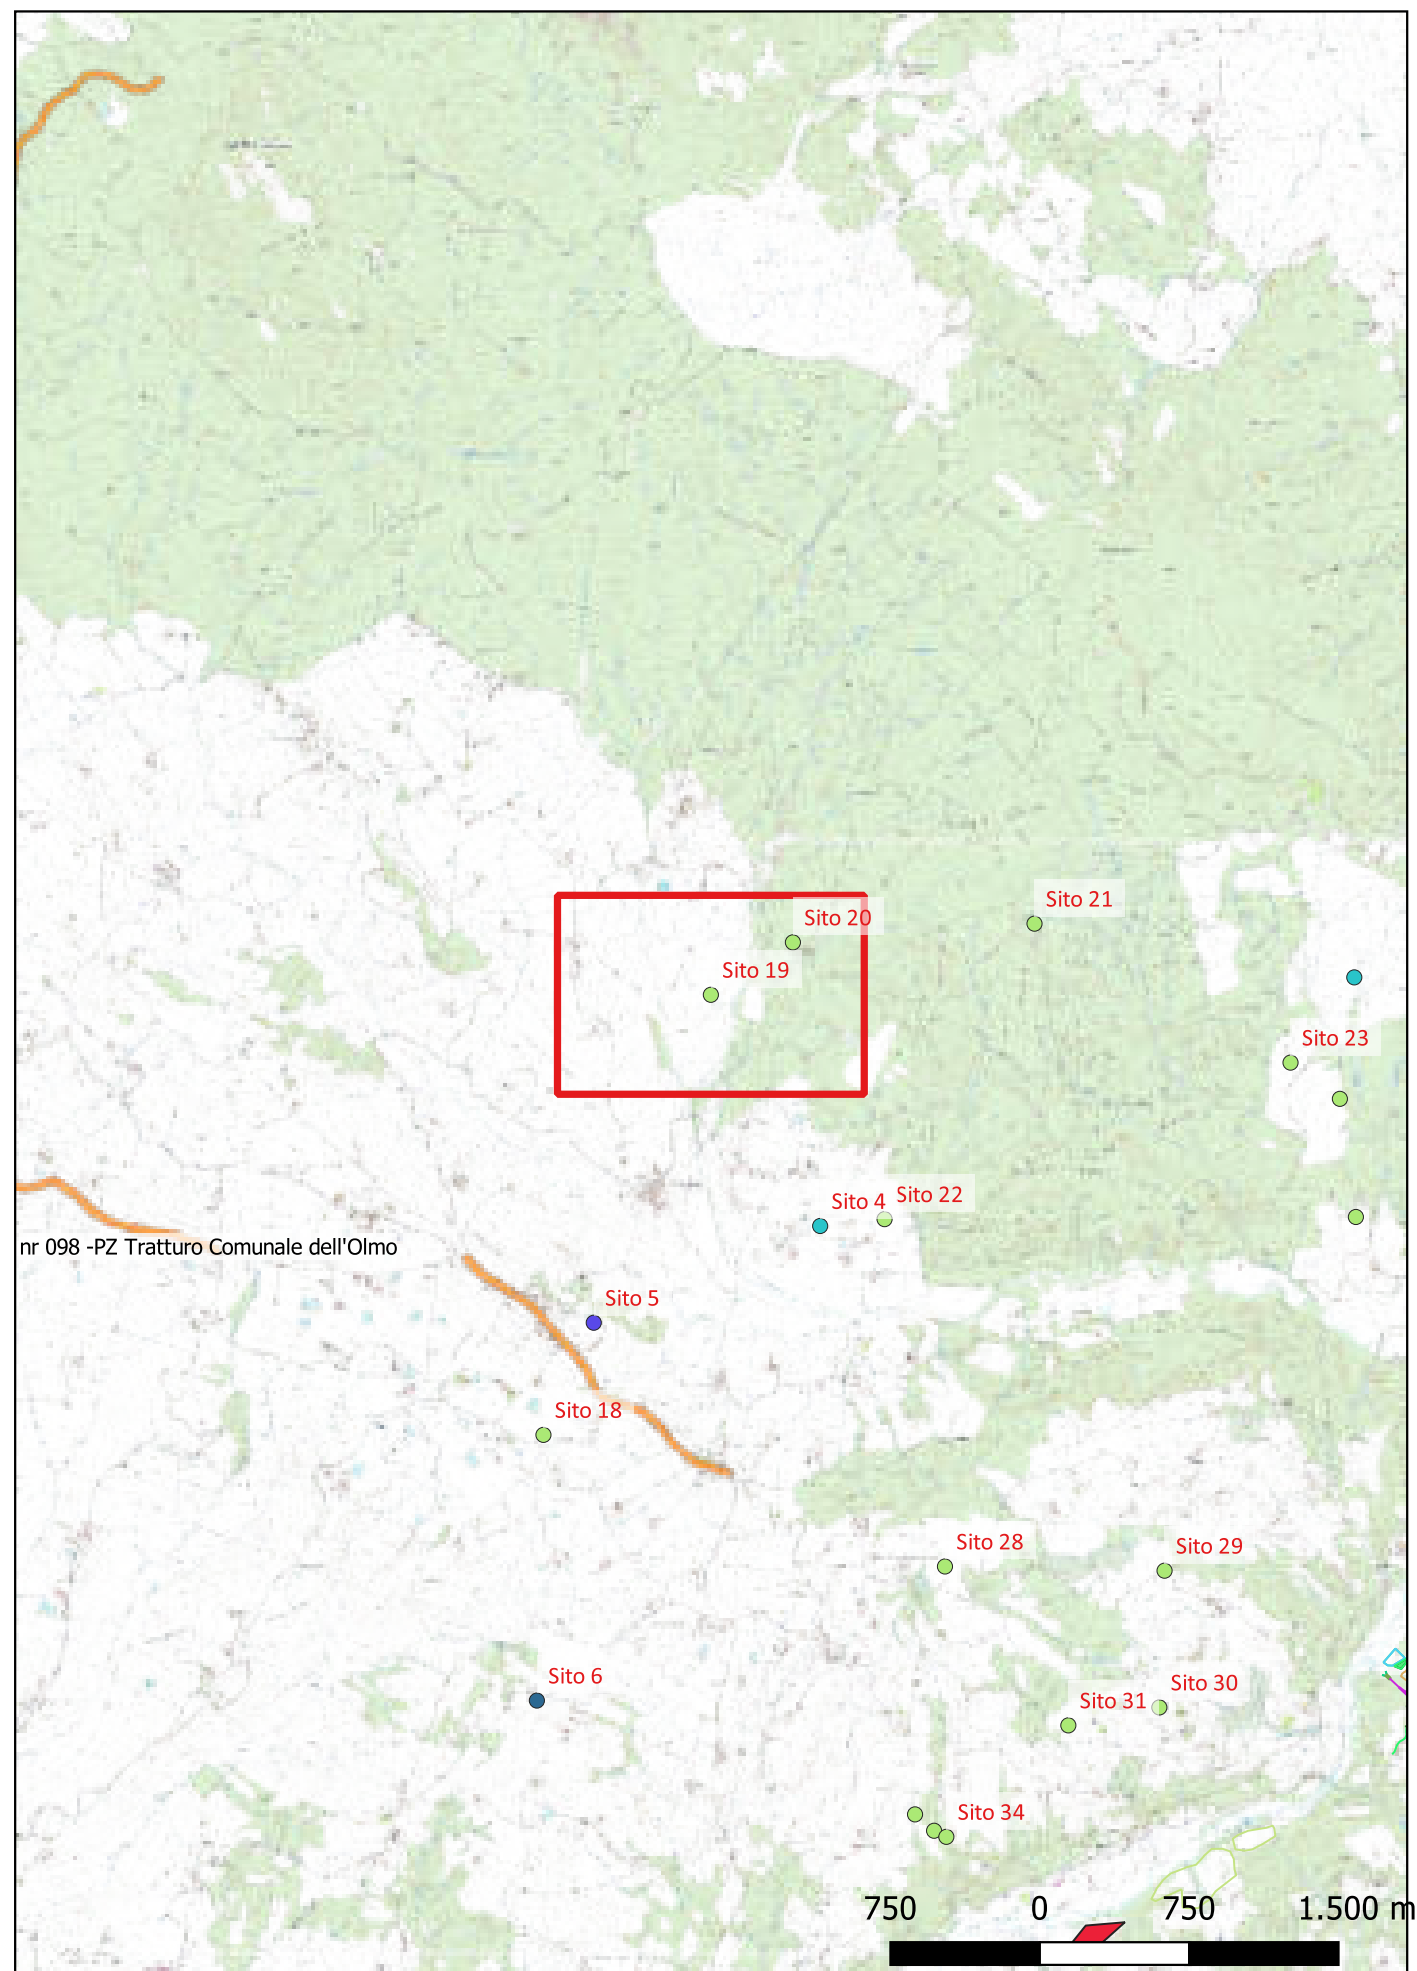 Sito 21
Sito 20
Sito 19
Sito 23
Sito 4
Sito 22
nr 098 -PZ Tratturo Comunale dell'Olmo
Sito 5
Sito 18
Sito 28
Sito 29
Sito 6
Sito 30
Sito 31
Sito 34
750 0 750 1.500 m